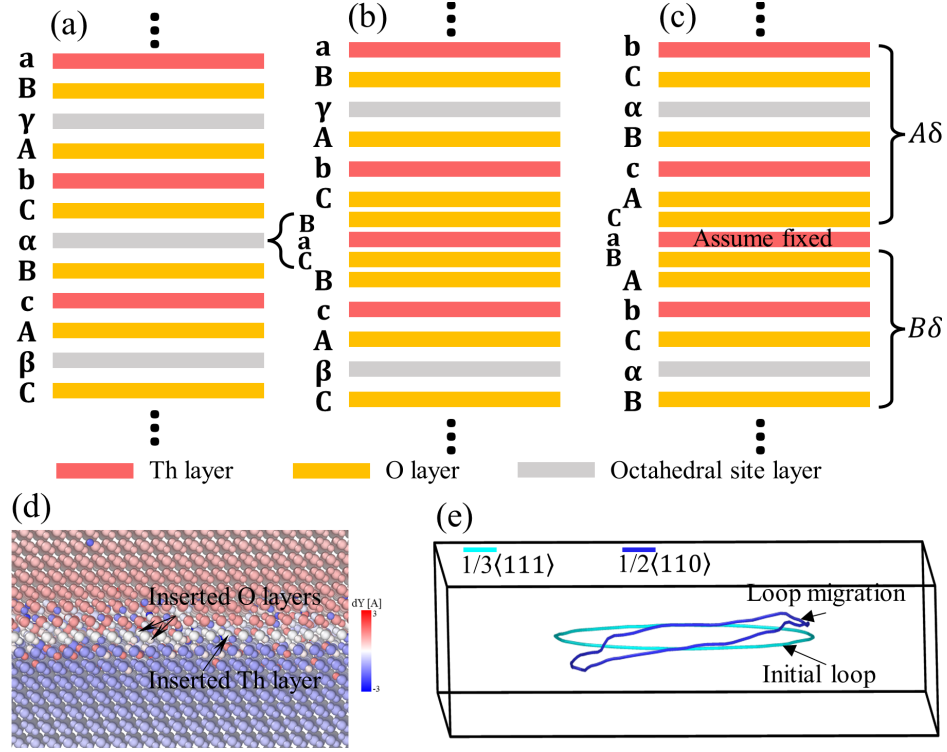 (a)
a
B
γ
A
b
C
α
B
c
A
β
C
B
a
C
(b)
a
B
γ
A
b
C
B
c
A
β
C
(c)
b
C
α
B
c
A
C
a
Assume fixed
B
A
b
C
α
B
Aδ
Bδ
Th layer
O layer
Octahedral site layer
(d)
Inserted O layers
Inserted Th layer
dY [A]
3
-3
(e)
1/3⟨111⟩
1/2⟨110⟩
Loop migration
Initial loop